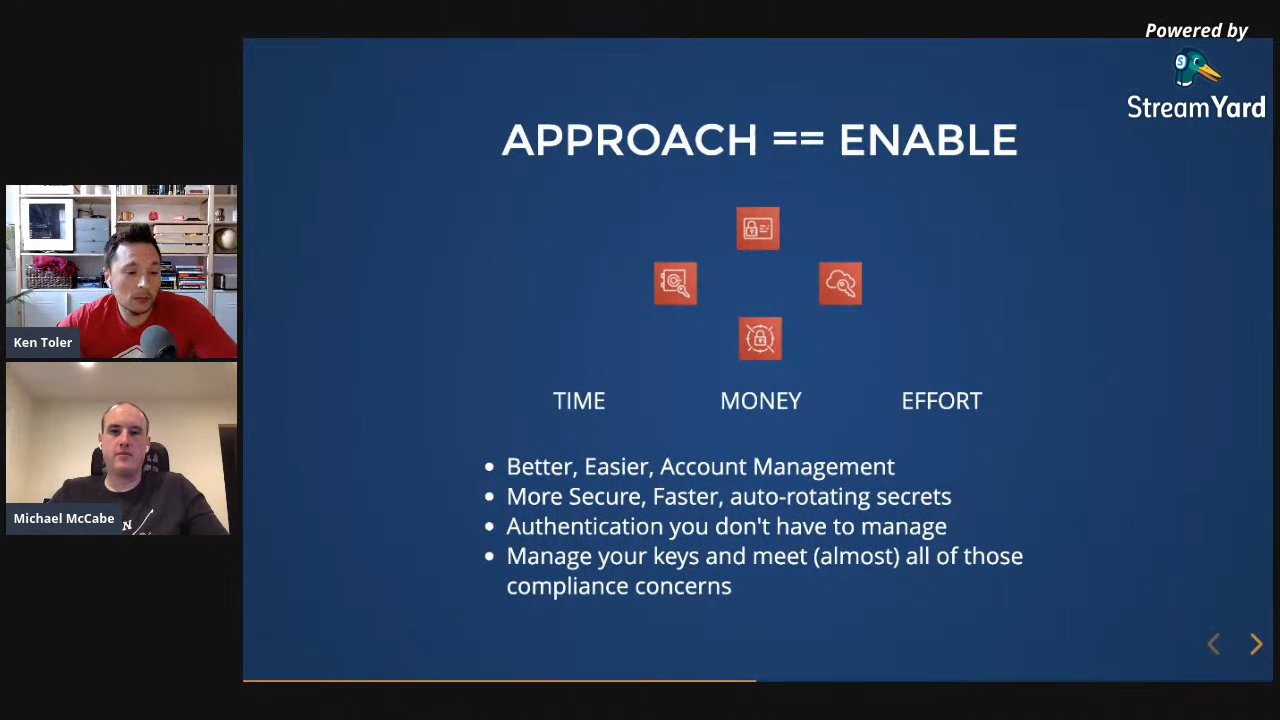 Powered by
StreamYard
APPROACH == ENABLE
TIME MONEY EFFORT
• Better, Easier, Account Management
• More Secure, Faster, auto-rotating secrets
• Authentication you don't have to manage
• Manage your keys and meet (almost) all of those
compliance concerns
Ken Toler
Michael McCabe